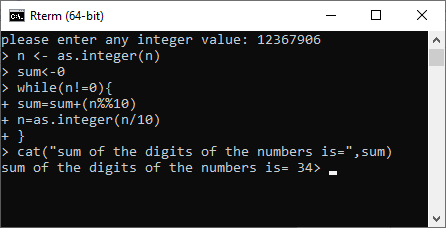 Rterm (64-bit)
please enter any integer value: 12367906
> n <- as.integer(n)
> sum<-0
> while(n!=0){
+ sum=sum+(n%%10)
+ n=as.integer(n/10)
+ }
> cat("sum of the digits of the numbers is=",sum)
sum of the digits of the numbers is= 34>